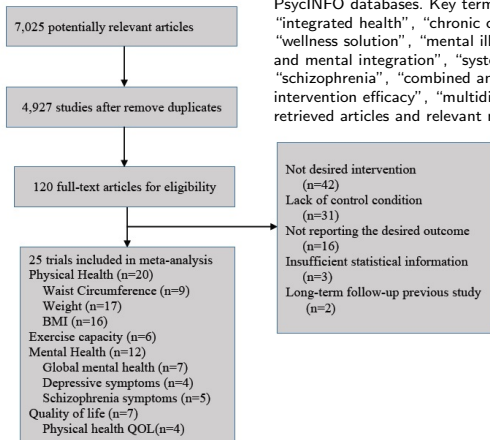 7,025 potentially relevant articles
4,927 studies after remove duplicates
120 full-text articles for eligibility
25 trials included in meta-analysis
Physical Health (n=20)
Waist Circumference (n=9)
Weight (n=17)
BMI (n=16)
Exercise capacity (n=6)
Mental Health (n=12)
Global mental health (n=7)
Depressive symptoms (n=4)
Schizophrenia symptoms (n=5)
Quality of life (n=7)
Physical health QOL(n=4)
PsycINFO databases. Key term
"integrated health", "chronic
"wellness solution", "mental
and mental integration",
"schizophrenia", "combined
intervention efficacy",
retrieved articles and relevant
Not desired intervention
(n=42)
Lack of control condition
(n=31)
Not reporting the desired outcome
(n=16)
Insufficient statistical information
(n=3)
Long-term follow-up previous study
(n=2)